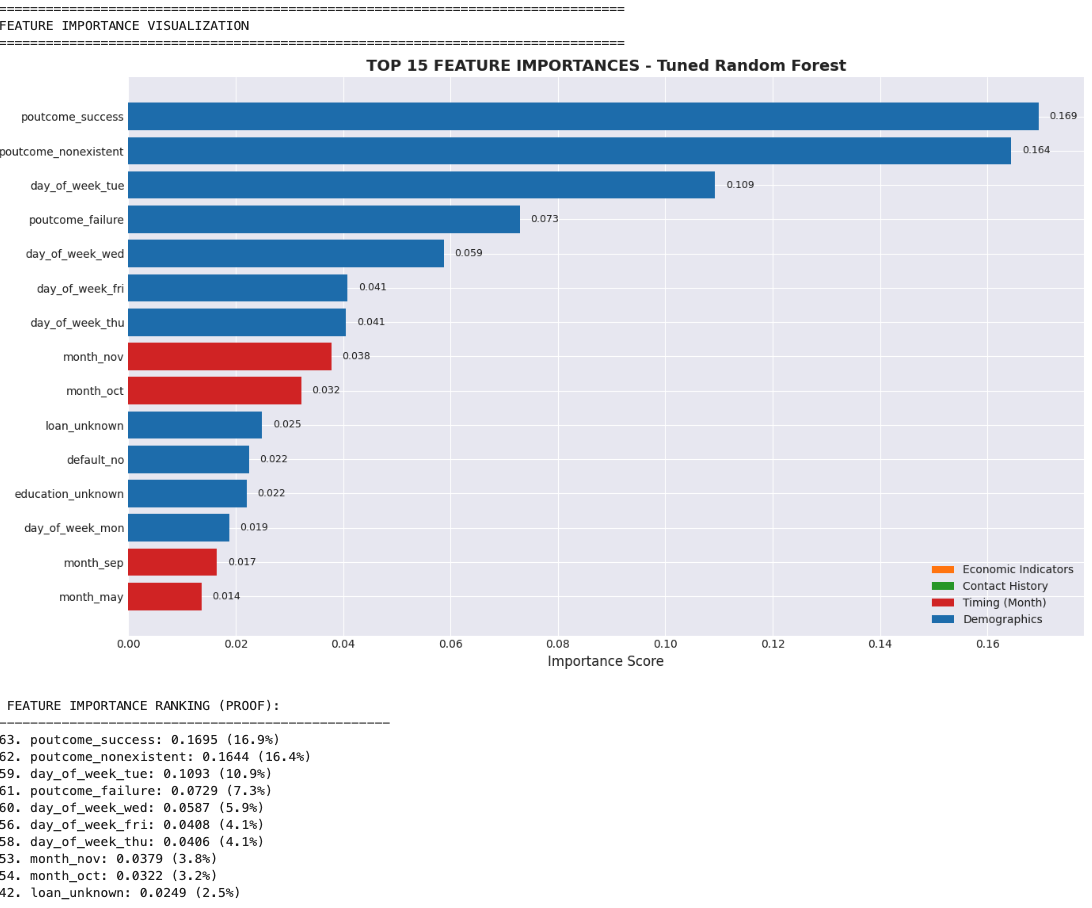 ================================================================================
FEATURE IMPORTANCE VISUALIZATION
================================================================================
TOP 15 FEATURE IMPORTANCES - Tuned Random Forest
poutcome_success 0.169
poutcome_nonexistent 0.164
day_of_week_tue 0.109
poutcome_failure 0.073
day_of_week_wed 0.059
day_of_week_fri 0.041
day_of_week_thu 0.041
month_nov 0.038
month_oct 0.032
loan_unknown 0.025
default_no 0.022
education_unknown 0.022
day_of_week_mon 0.019
month_sep 0.017
month_may 0.014
Economic Indicators
Contact History
Timing (Month)
Demographics
0.00 0.02 0.04 0.06 0.08 0.10 0.12 0.14 0.16
Importance Score
FEATURE IMPORTANCE RANKING (PROOF):
--------------------------------------------------
63. poutcome_success: 0.1695 (16.9%)
62. poutcome_nonexistent: 0.1644 (16.4%)
59. day_of_week_tue: 0.1093 (10.9%)
61. poutcome_failure: 0.0729 (7.3%)
60. day_of_week_wed: 0.0587 (5.9%)
56. day_of_week_fri: 0.0408 (4.1%)
58. day_of_week_thu: 0.0406 (4.1%)
53. month_nov: 0.0379 (3.8%)
54. month_oct: 0.0322 (3.2%)
42. loan_unknown: 0.0249 (2.5%)